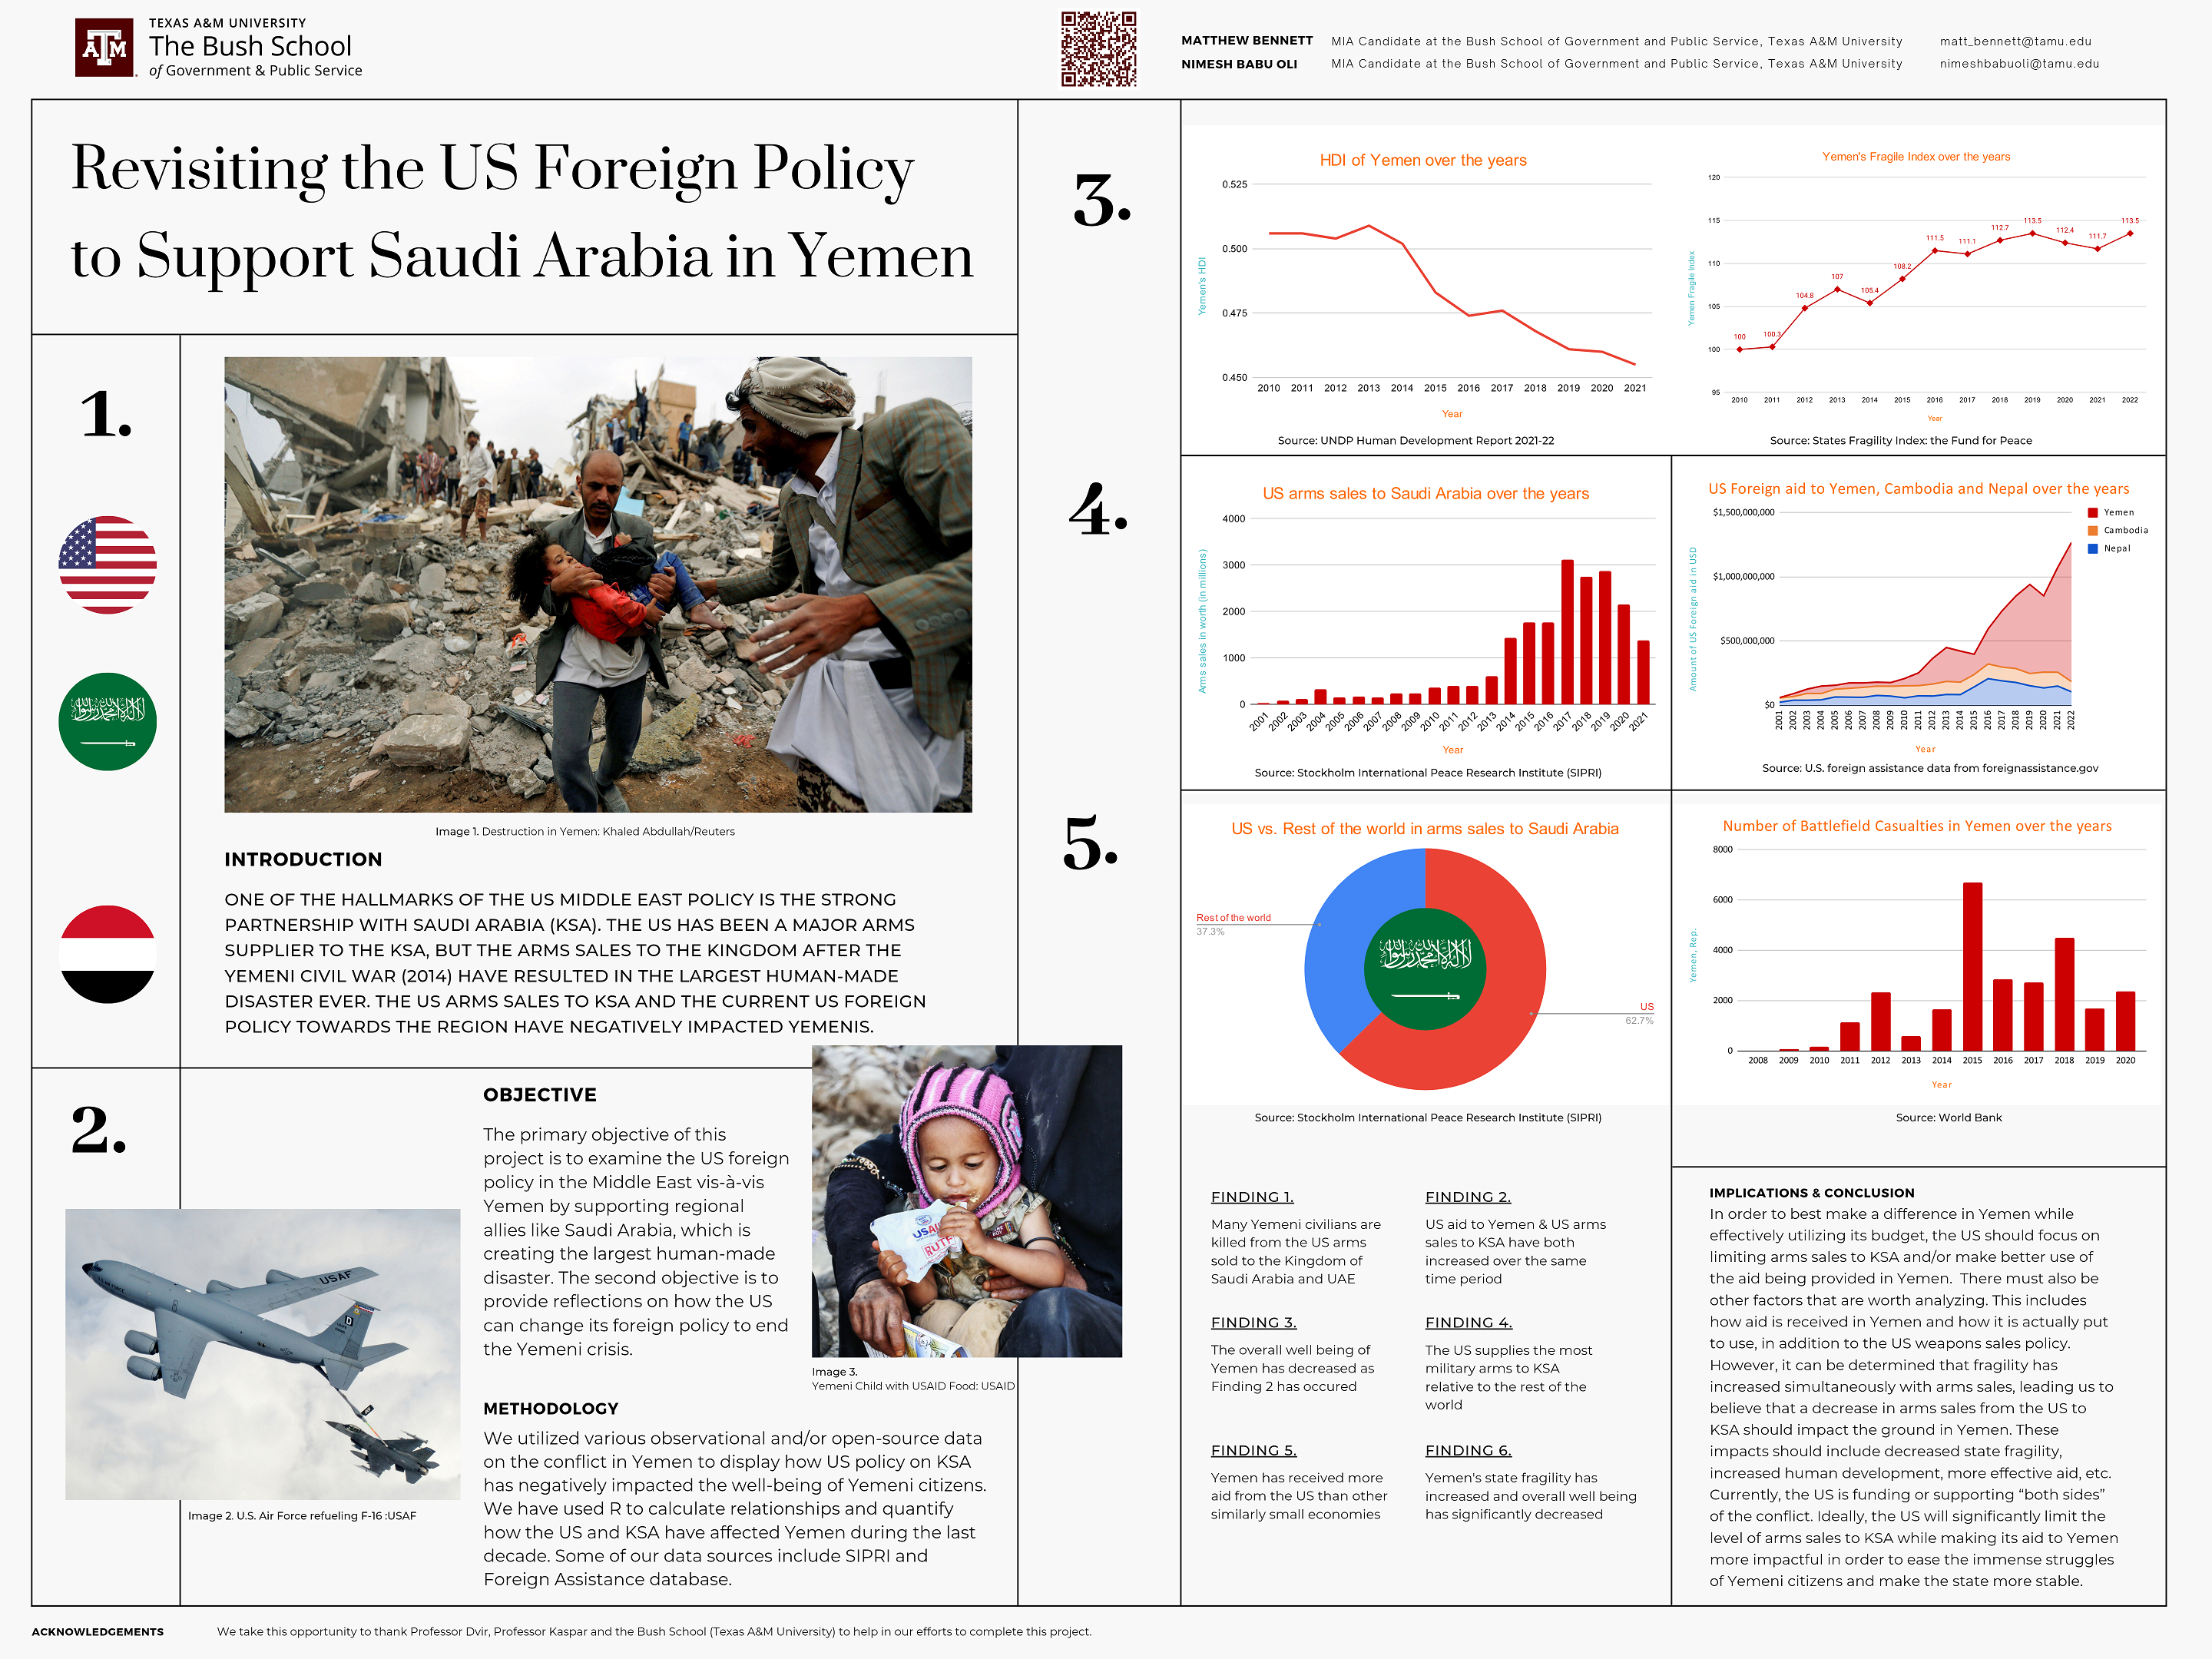 TEXAS A&M UNIVERSITY
The Bush School
of Government & Public Service
MATTHEW BENNETT MIA Candidate at the Bush School of Government and Public Service, Texas A&M University matt_bennett@tamu.edu
NIMESH BABU OLI MIA Candidate at the Bush School of Government and Public Service, Texas A&M University nimeshbabuoli@tamu.edu
Revisiting the US Foreign Policy
to Support Saudi Arabia in Yemen
1.
Image 1. Destruction in Yemen: Khaled Abdullah/Reuters
INTRODUCTION
ONE OF THE HALLMARKS OF THE US MIDDLE EAST POLICY IS THE STRONG
PARTNERSHIP WITH SAUDI ARABIA (KSA). THE US HAS BEEN A MAJOR ARMS
SUPPLIER TO THE KSA, BUT THE ARMS SALES TO THE KINGDOM AFTER THE
YEMENI CIVIL WAR (2014) HAVE RESULTED IN THE LARGEST HUMAN-MADE
DISASTER EVER. THE US ARMS SALES TO KSA AND THE CURRENT US FOREIGN
POLICY TOWARDS THE REGION HAVE NEGATIVELY IMPACTED YEMENIS.
2.
USAF
Image 2. U.S. Air Force refueling F-16 :USAF
OBJECTIVE
The primary objective of this
project is to examine the US foreign
policy in the Middle East vis-à-vis
Yemen by supporting regional
allies like Saudi Arabia, which is
creating the largest human-made
disaster. The second objective is to
provide reflections on how the US
can change its foreign policy to end
the Yemeni crisis.
USAID
RUTF
Image 3.
Yemeni Child with USAID Food: USAID
METHODOLOGY
We utilized various observational and/or open-source data
on the conflict in Yemen to display how US policy on KSA
has negatively impacted the well-being of Yemeni citizens.
We have used R to calculate relationships and quantify
how the US and KSA have affected Yemen during the last
decade. Some of our data sources include SIPRI and
Foreign Assistance database.
3.
HDI of Yemen over the years
Yemen's HDI
0.525
0.500
0.475
0.450
2010 2011 2012 2013 2014 2015 2016 2017 2018 2019 2020 2021
Year
Source: UNDP Human Development Report 2021-22
Yemen's Fragile Index over the years
Yemen Fragile Index
120
115
110
105
100
95
100 100.3 104.8 107 105.4 108.2 111.5 111.1 112.7 113.5 112.4 111.7 113.5
2010 2011 2012 2013 2014 2015 2016 2017 2018 2019 2020 2021 2022
Year
Source: States Fragility Index: the Fund for Peace
4.
US arms sales to Saudi Arabia over the years
Arms sales in worth (in millions)
4000
3000
2000
1000
0
2001 2002 2003 2004 2005 2006 2007 2008 2009 2010 2011 2012 2013 2014 2015 2016 2017 2018 2019 2020 2021
Year
Source: Stockholm International Peace Research Institute (SIPRI)
US Foreign aid to Yemen, Cambodia and Nepal over the years
Amount of US Foreign aid in USD
$1,500,000,000
$1,000,000,000
$500,000,000
$0
Yemen
Cambodia
Nepal
2001 2002 2003 2004 2005 2006 2007 2008 2009 2010 2011 2012 2013 2014 2015 2016 2017 2018 2019 2020 2021 2022
Year
Source: U.S. foreign assistance data from foreignassistance.gov
5.
US vs. Rest of the world in arms sales to Saudi Arabia
Rest of the world
37.3%
US
62.7%
Source: Stockholm International Peace Research Institute (SIPRI)
Number of Battlefield Casualties in Yemen over the years
Yemen, Rep.
8000
6000
4000
2000
0
2008 2009 2010 2011 2012 2013 2014 2015 2016 2017 2018 2019 2020
Year
Source: World Bank
FINDING 1.
Many Yemeni civilians are
killed from the US arms
sold to the Kingdom of
Saudi Arabia and UAE
FINDING 2.
US aid to Yemen & US arms
sales to KSA have both
increased over the same
time period
FINDING 3.
The overall well being of
Yemen has decreased as
Finding 2 has occured
FINDING 4.
The US supplies the most
military arms to KSA
relative to the rest of the
world
FINDING 5.
Yemen has received more
aid from the US than other
similarly small economies
FINDING 6.
Yemen's state fragility has
increased and overall well being
has significantly decreased
IMPLICATIONS & CONCLUSION
In order to best make a difference in Yemen while
effectively utilizing its budget, the US should focus on
limiting arms sales to KSA and/or make better use of
the aid being provided in Yemen. There must also be
other factors that are worth analyzing. This includes
how aid is received in Yemen and how it is actually put
to use, in addition to the US weapons sales policy.
However, it can be determined that fragility has
increased simultaneously with arms sales, leading us to
believe that a decrease in arms sales from the US to
KSA should impact the ground in Yemen. These
impacts should include decreased state fragility,
increased human development, more effective aid, etc.
Currently, the US is funding or supporting “both sides”
of the conflict. Ideally, the US will significantly limit the
level of arms sales to KSA while making its aid to Yemen
more impactful in order to ease the immense struggles
of Yemeni citizens and make the state more stable.
ACKNOWLEDGEMENTS We take this opportunity to thank Professor Dvir, Professor Kaspar and the Bush School (Texas A&M University) to help in our efforts to complete this project.